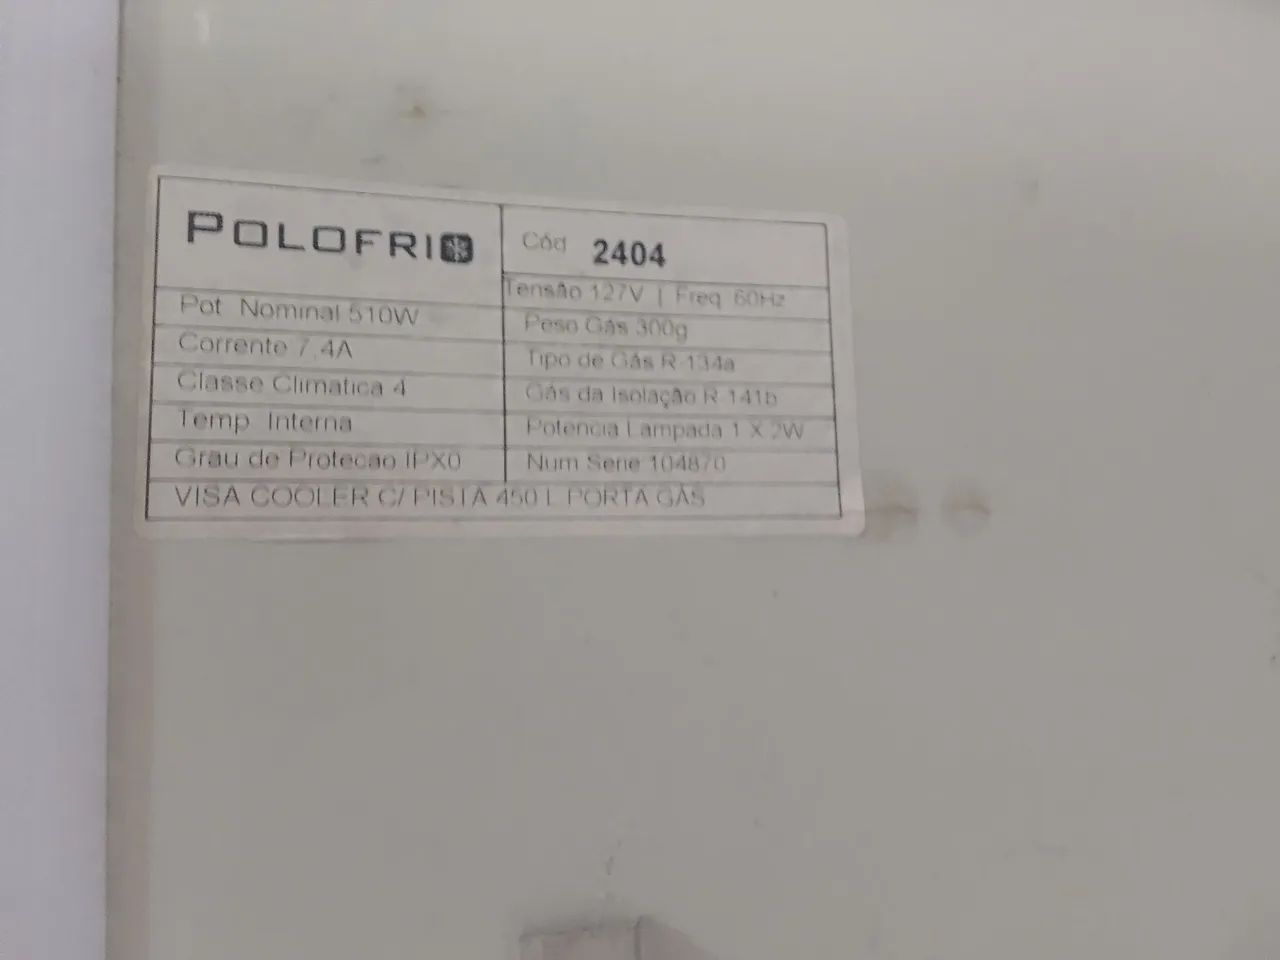 POLOFRIO
Cód 2404
Tensão 127V | Freq 60Hz
Pot Nominal 510W
Peso Gás 300g
Corrente 7,4A
Tipo de Gás R-134a
Classe Climatica 4
Gás da Isolação R-141b
Temp Interna
Potencia Lampada 1 X 2W
Grau de Protecao IPX0
Num Serie 104870
VISA COOLER C/ PISTA 450 L PORTA GÁS